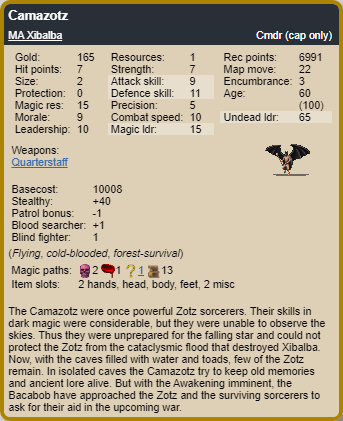 Camazotz
MA Xibalba Cmdr (cap only)
Gold: 165 Resources: 1 Rec points: 6991
Hit points: 7 Strength: 7 Map move: 22
Size: 2 Attack skill: 9 Encumbrance: 3
Protection: 0 Defence skill: 11 Age: 60
Magic res: 15 Precision: 5 (100)
Morale: 9 Combat speed: 10 Undead ldr: 65
Leadership: 10 Magic ldr: 15
Weapons:
Quarterstaff
Basecost: 10008
Stealthy: +40
Patrol bonus: -1
Blood searcher: +1
Blind fighter: 1
(Flying, cold-blooded, forest-survival)
Magic paths: 2 1 ? 1 13
Item slots: 2 hands, head, body, feet, 2 misc
The Camazotz were once powerful Zotz sorcerers. Their skills in
dark magic were considerable, but they were unable to observe the
skies. Thus they were unprepared for the falling star and could not
protect the Zotz from the cataclysmic flood that destroyed Xibalba.
Now, with the caves filled with water and toads, few of the Zotz
remain. In isolated caves the Camazotz try to keep old memories
and ancient lore alive. But with the Awakening imminent, the
Bacabob have approached the Zotz and the surviving sorcerers to
ask for their aid in the upcoming war.